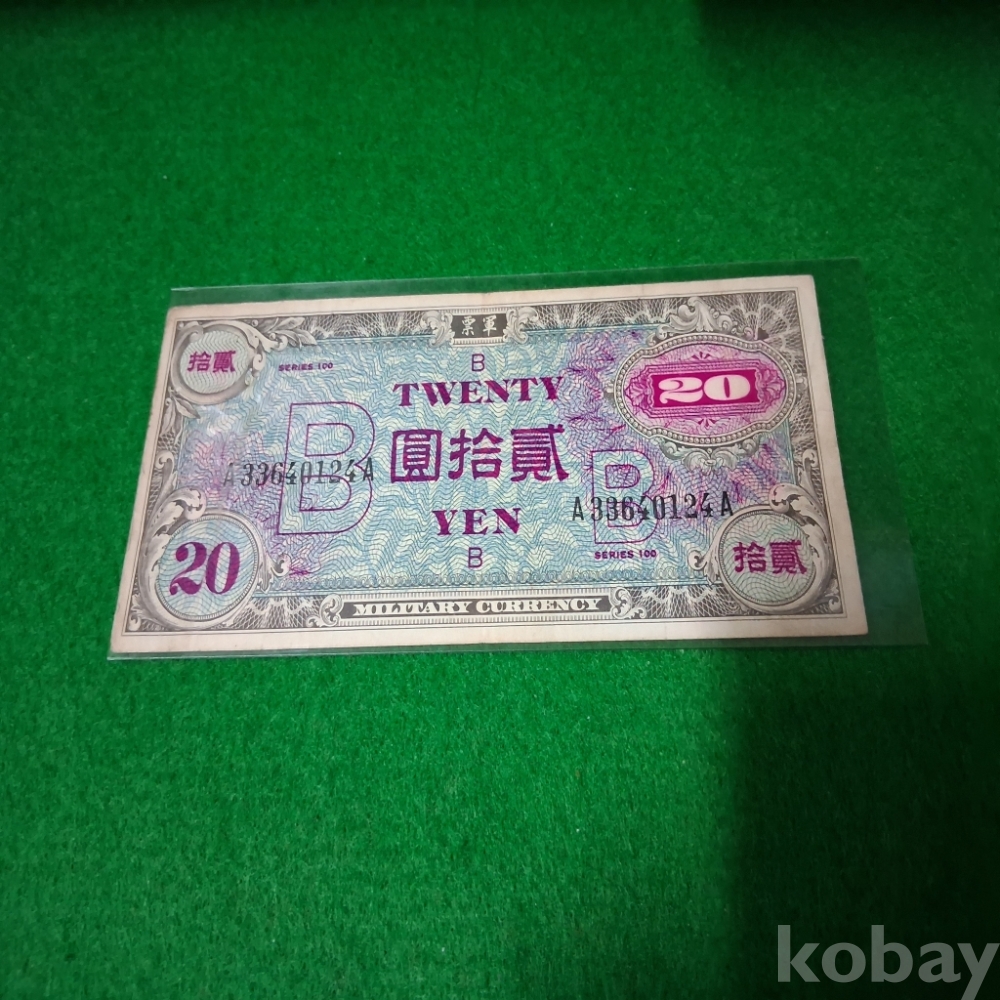 票軍
拾貳
SERIES 100
B
TWENTY
20
B
圓拾貳
B
A33640124A
A33640124A
YEN
20
B
SERIES 100
拾貳
MILITARY CURRENCY
kobay